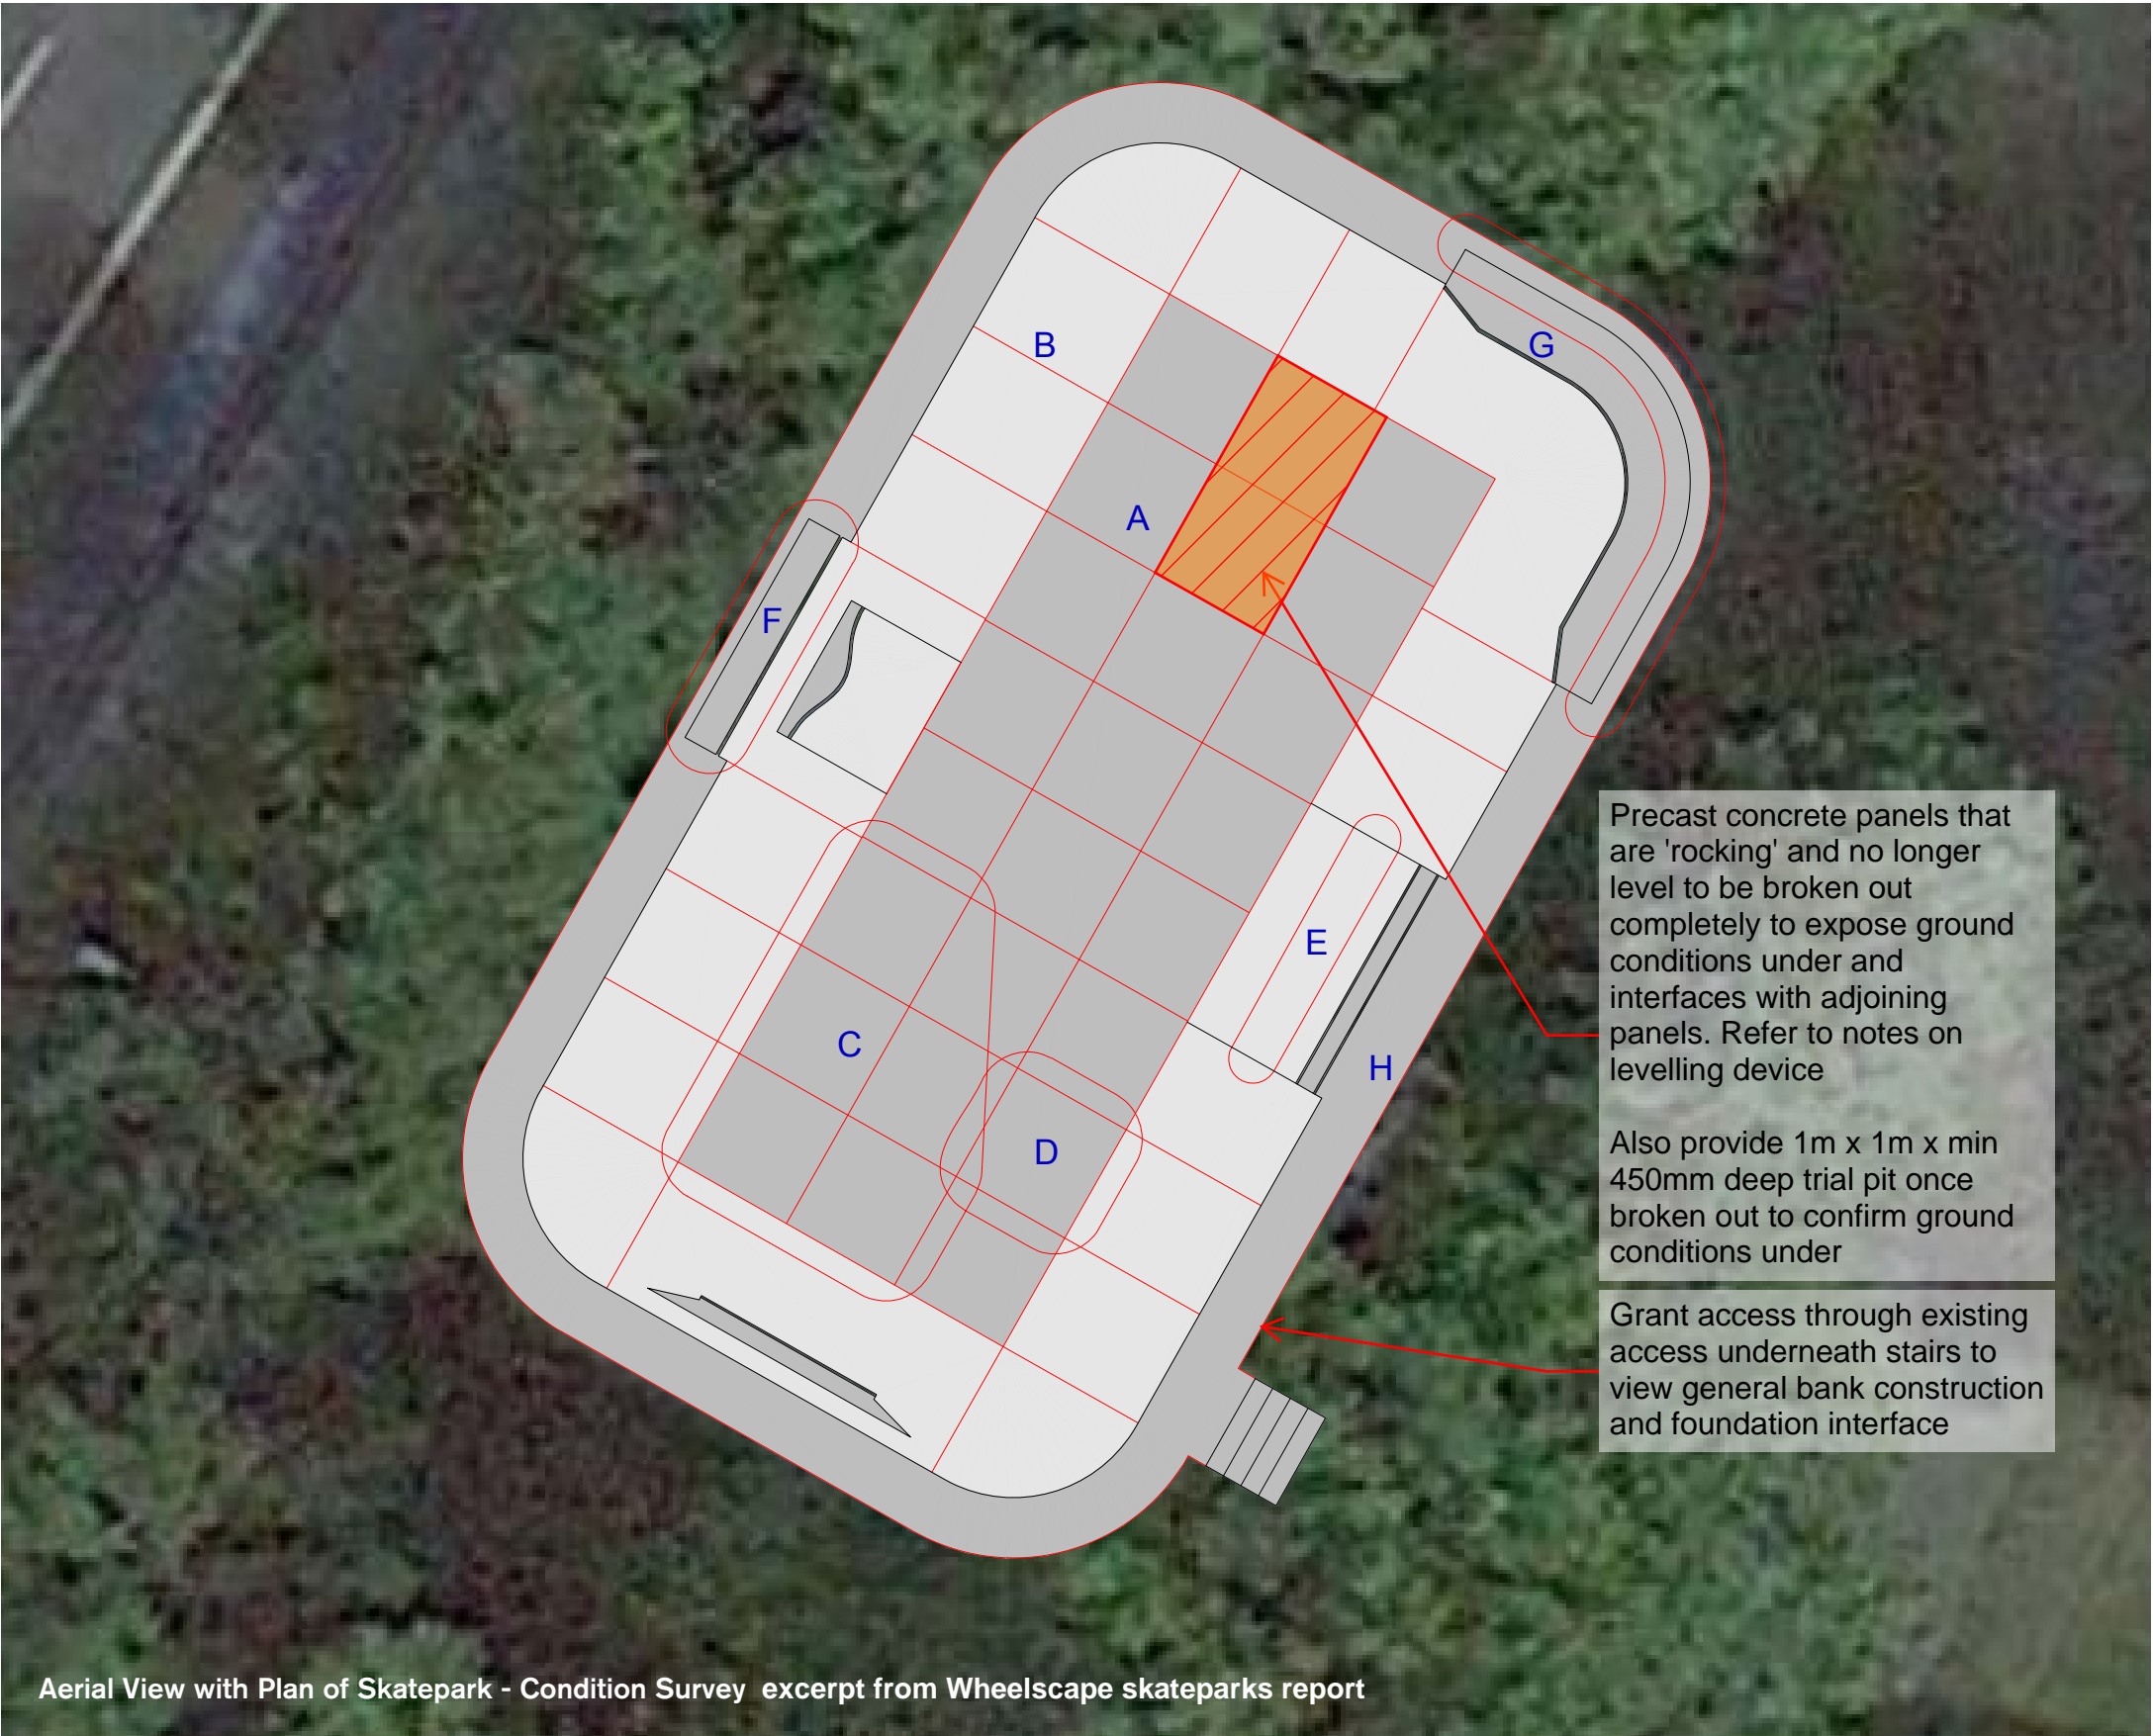 B
G
A
F
E
C
H
D
Precast concrete panels that
are 'rocking' and no longer
level to be broken out
completely to expose ground
conditions under and
interfaces with adjoining
panels. Refer to notes on
levelling device
Also provide 1m x 1m x min
450mm deep trial pit once
broken out to confirm ground
conditions under
Grant access through existing
access underneath stairs to
view general bank construction
and foundation interface
Aerial View with Plan of Skatepark - Condition Survey excerpt from Wheelscape skateparks report